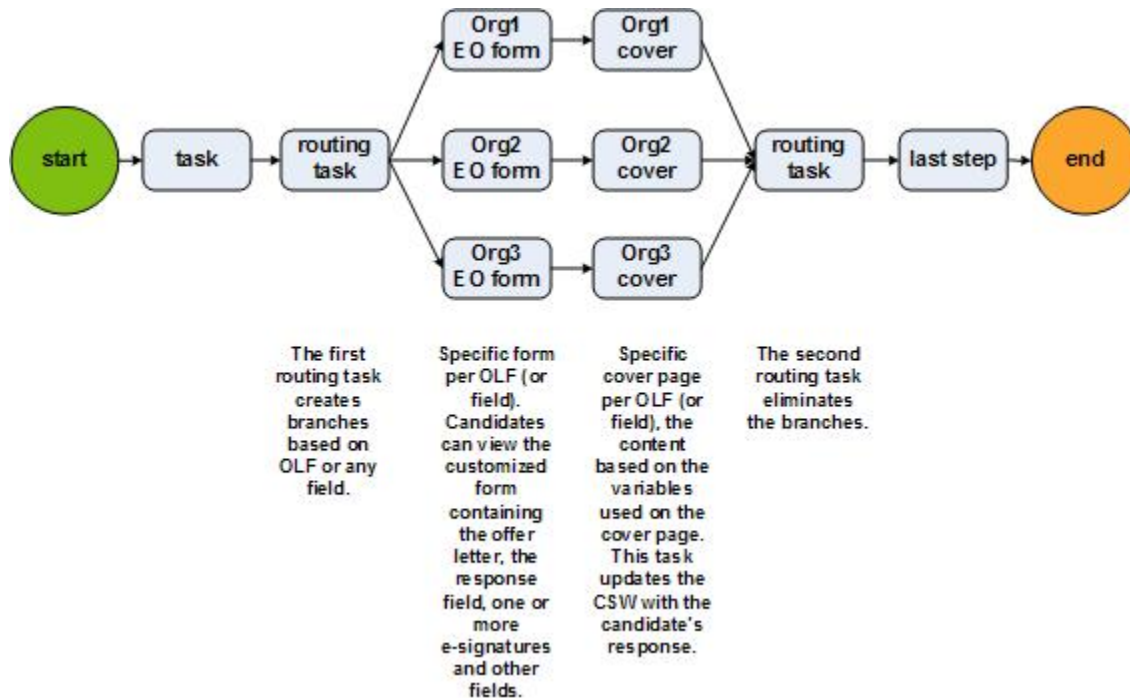 Org1
EO form
Org1
cover
start
task
routing
task
Org2
EO form
Org2
cover
routing
task
last step
end
Org3
EO form
Org3
cover
The first
routing task
creates
branches
based on
OLF or any
field.
Specific form
per OLF (or
field).
Candidates
can view the
customized
form
containing
the offer
letter, the
response
field, one or
more
e-signatures
and other
fields.
Specific
cover page
per OLF (or
field), the
content
based on the
variables
used on the
cover page.
This task
updates the
CSW with the
candidate's
response.
The second
routing task
eliminates
the branches.